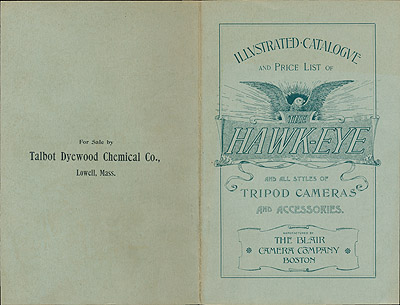 For Sale by
Talbot Dyewood Chemical Co.,
Lowell, Mass.
ILLVSTRATED·CATALOGVE
AND PRICE LIST OF
THE
HAWK-EYE
AND ALL STYLES OF
TRIPOD CAMERAS
AND ACCESSORIES.
MANUFACTURED BY
THE BLAIR
CAMERA COMPANY
BOSTON